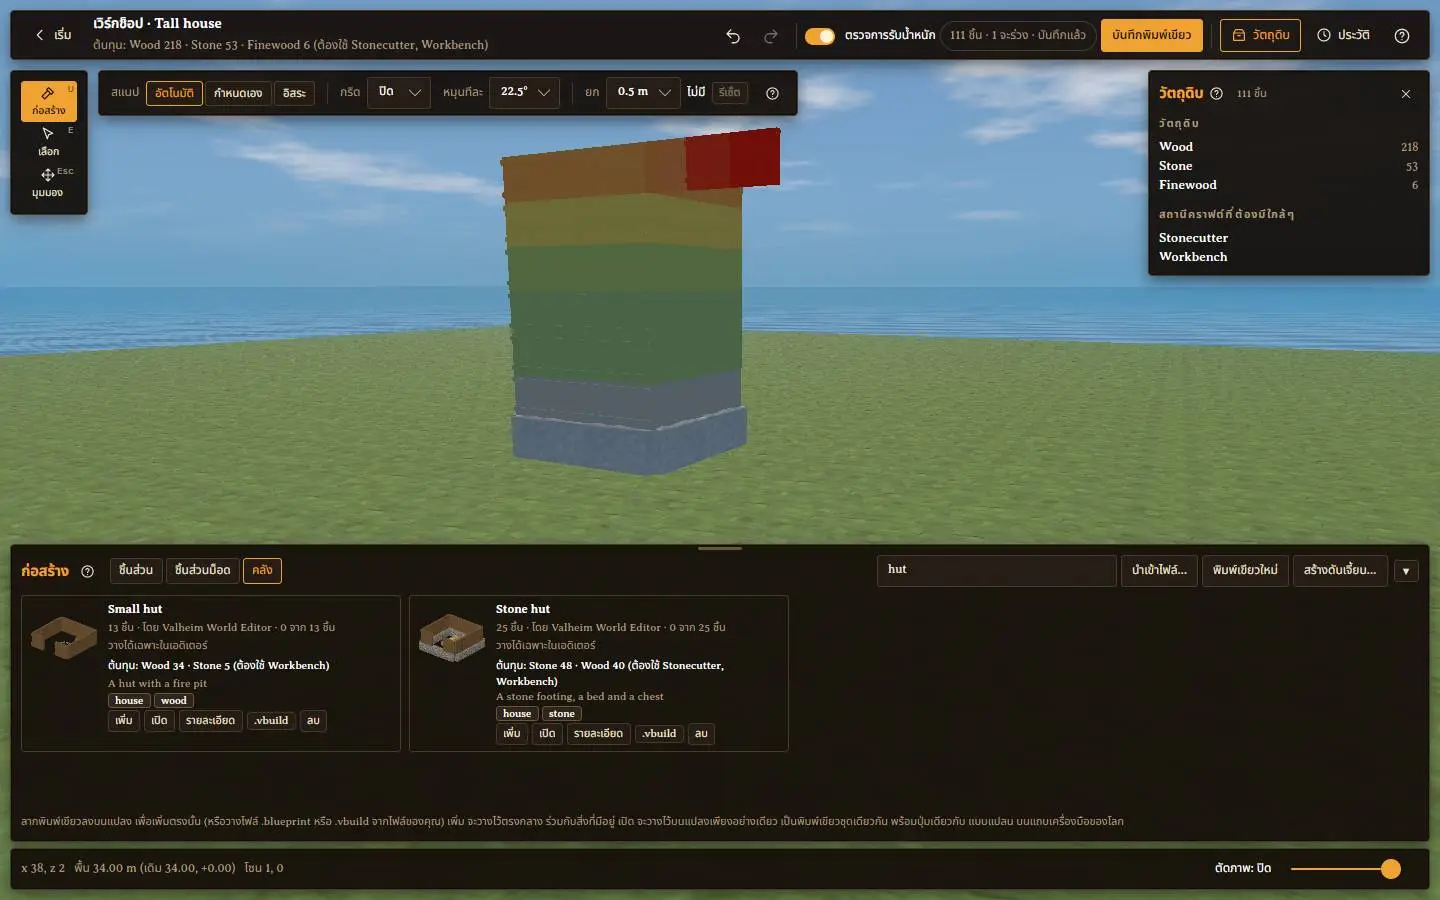 เริ่ม
เวิร์กช็อป · Tall house
ต้นทุน: Wood 218 · Stone 53 · Finewood 6 (ต้องใช้ Stonecutter, Workbench)
ตรวจการรับน้ำหนัก
111 ชิ้น · 1 จะร่วง · บันทึกแล้ว
บันทึกพิมพ์เขียว
วัตถุดิบ
ประวัติ
U
ก่อสร้าง
E
เลือก
Esc
มุมมอง
สแนป
อัตโนมัติ
กำหนดเอง
อิสระ
กริด
ปิด
หมุนทีละ
22.5°
ยก
0.5 m
ไม่มี
รีเซ็ต
วัตถุดิบ
111 ชิ้น
วัตถุดิบ
Wood 218
Stone 53
Finewood 6
สถานีคราฟต์ที่ต้องมีใกล้ๆ
Stonecutter
Workbench
ก่อสร้าง
ชิ้นส่วน
ชิ้นส่วนม็อด
คลัง
hut
นำเข้าไฟล์...
พิมพ์เขียวใหม่
สร้างดันเจี้ยน...
Small hut
13 ชิ้น · โดย Valheim World Editor · 0 จาก 13 ชิ้น
วางได้เฉพาะในเอดิเตอร์
ต้นทุน: Wood 34 · Stone 5 (ต้องใช้ Workbench)
A hut with a fire pit
house wood
เพิ่ม เปิด รายละเอียด .vbuild ลบ
Stone hut
25 ชิ้น · โดย Valheim World Editor · 0 จาก 25 ชิ้น
วางได้เฉพาะในเอดิเตอร์
ต้นทุน: Stone 48 · Wood 40 (ต้องใช้ Stonecutter,
Workbench)
A stone footing, a bed and a chest
house stone
เพิ่ม เปิด รายละเอียด .vbuild ลบ
ลากพิมพ์เขียวลงบนแปลง เพื่อเพิ่มตรงนั้น (หรือวางไฟล์ .blueprint หรือ .vbuild จากไฟล์ของคุณ) เพิ่ม จะวางไว้ตรงกลาง ร่วมกับสิ่งที่มีอยู่ เปิด จะวางไว้บนแปลงเพียงอย่างเดียว เป็นพิมพ์เขียวชุดเดียวกัน พร้อมปุ่มเดียวกัน แบบแปลน บนแถบเครื่องมือของโลก
x 38, z 2 พื้น 34.00 m (เดิม 34.00, +0.00) โซน 1, 0
ตัดภาพ: ปิด